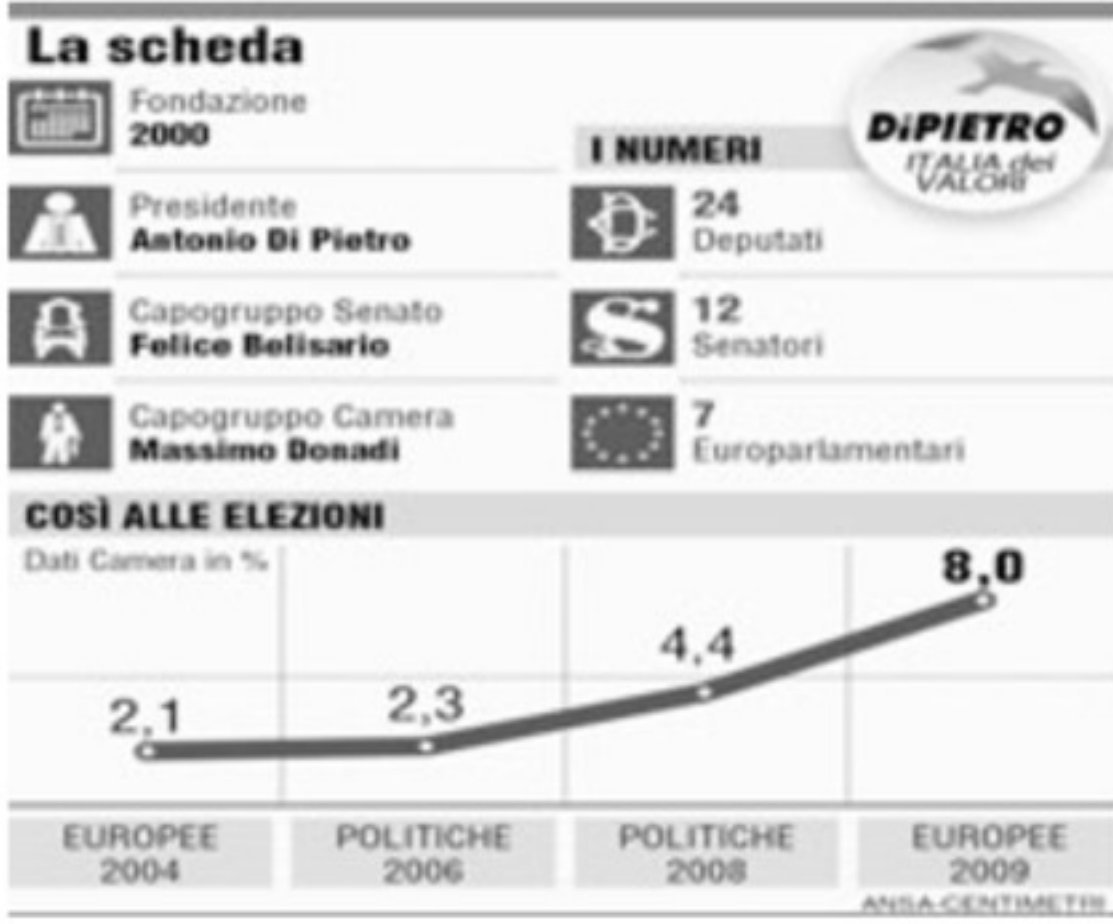 La scheda
Fondazione
2000
Presidente
Antonio Di Pietro
Capogruppo Senato
Felice Belisario
Capogruppo Camera
Massimo Donadi
DiPIETRO
ITALIA dei
VALORI
I NUMERI
24
Deputati
12
Senatori
7
Europarlamentari
COSÌ ALLE ELEZIONI
Dati Camera in %
2,1
2,3
4,4
8,0
EUROPEE
2004
POLITICHE
2006
POLITICHE
2008
EUROPEE
2009
ANSA-CENTIMETRI